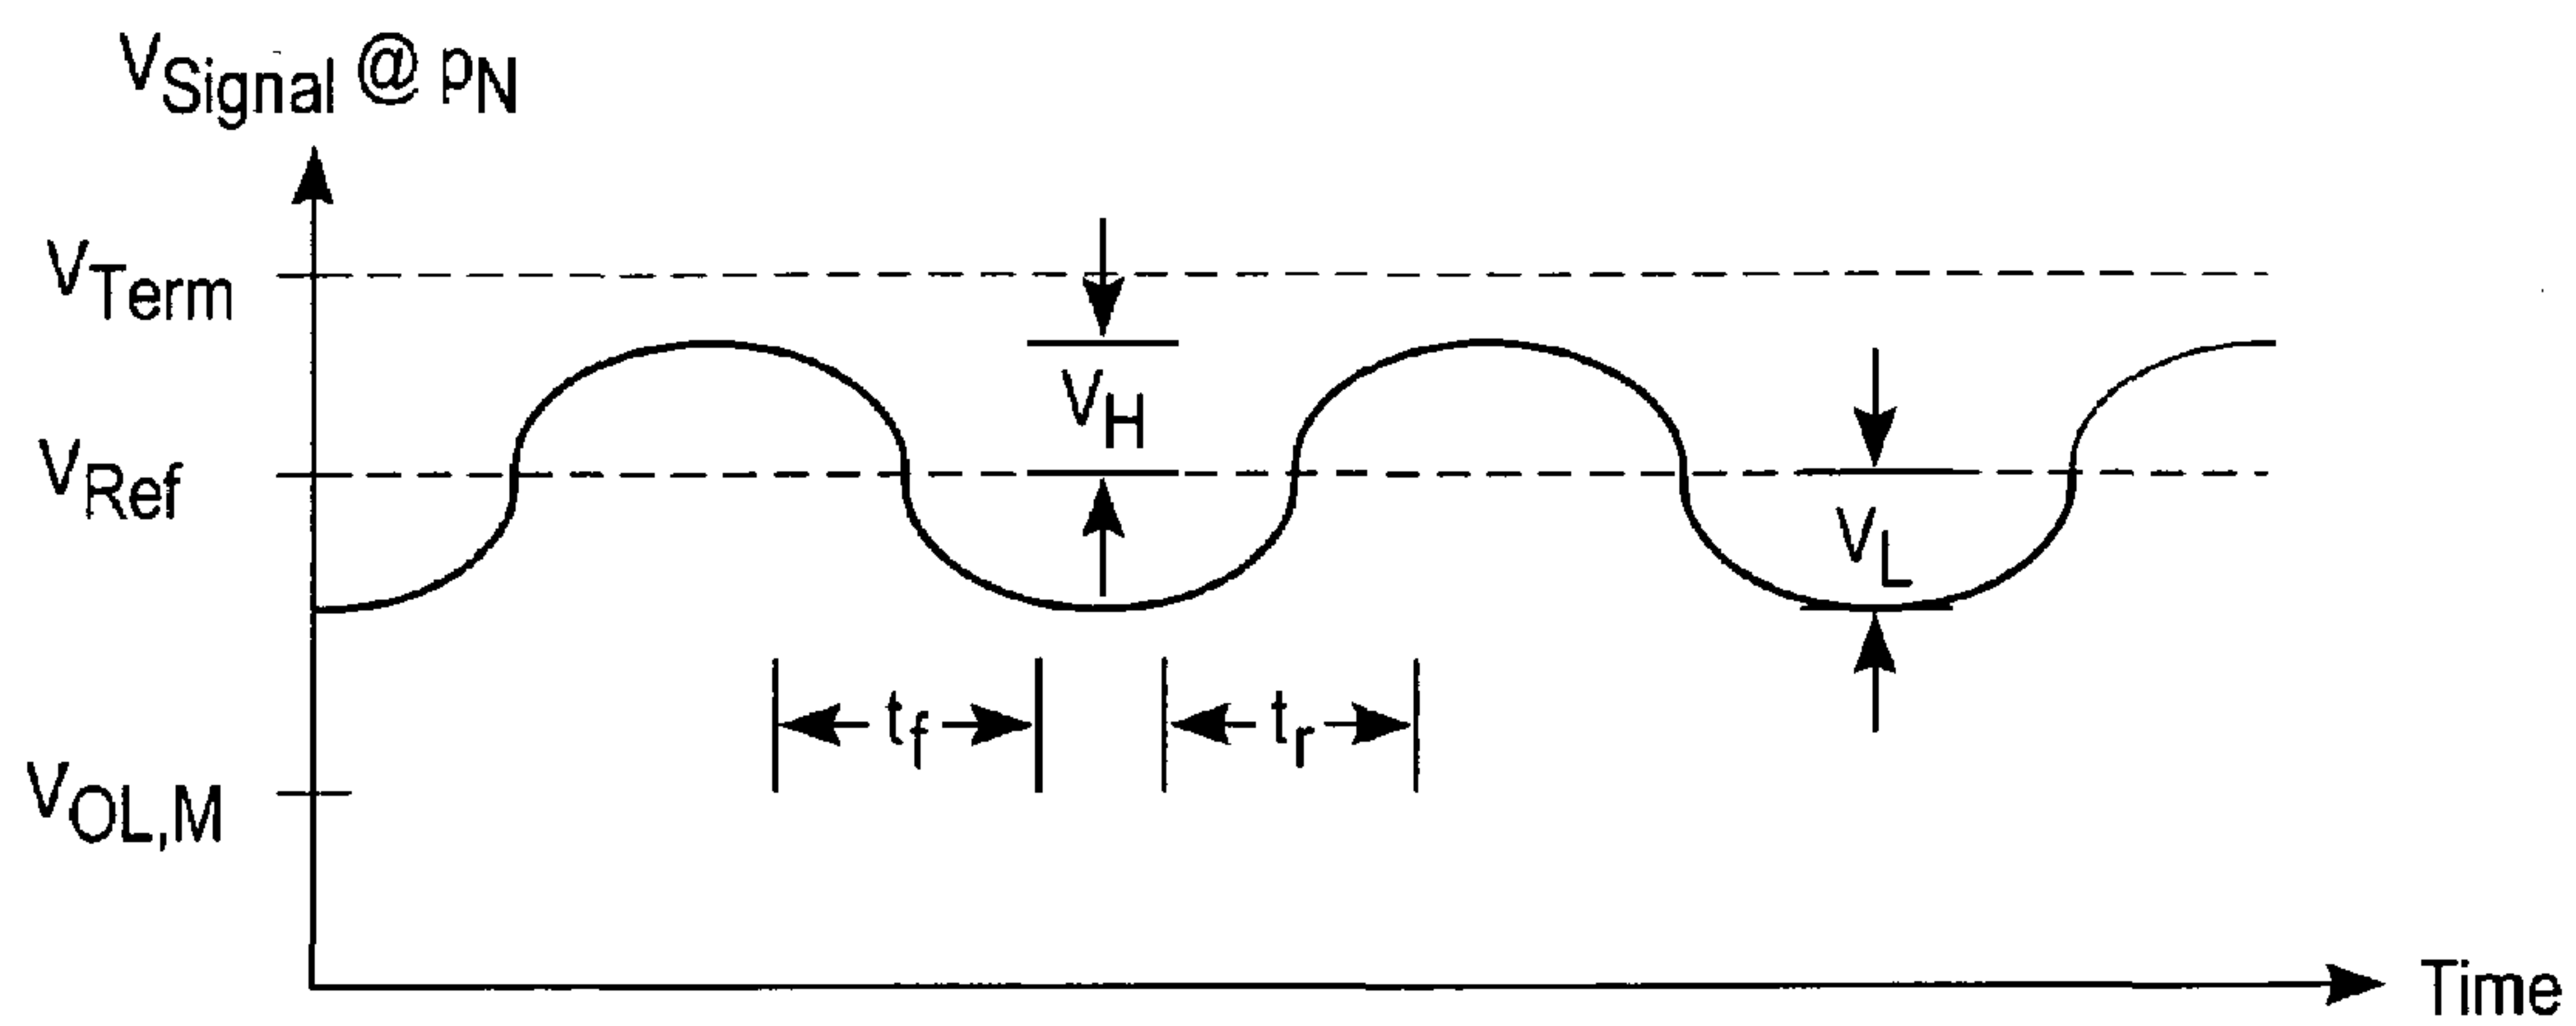 VSignal @ pN
VTerm
VH
VRef
VL
tf
tr
VOL,M
Time